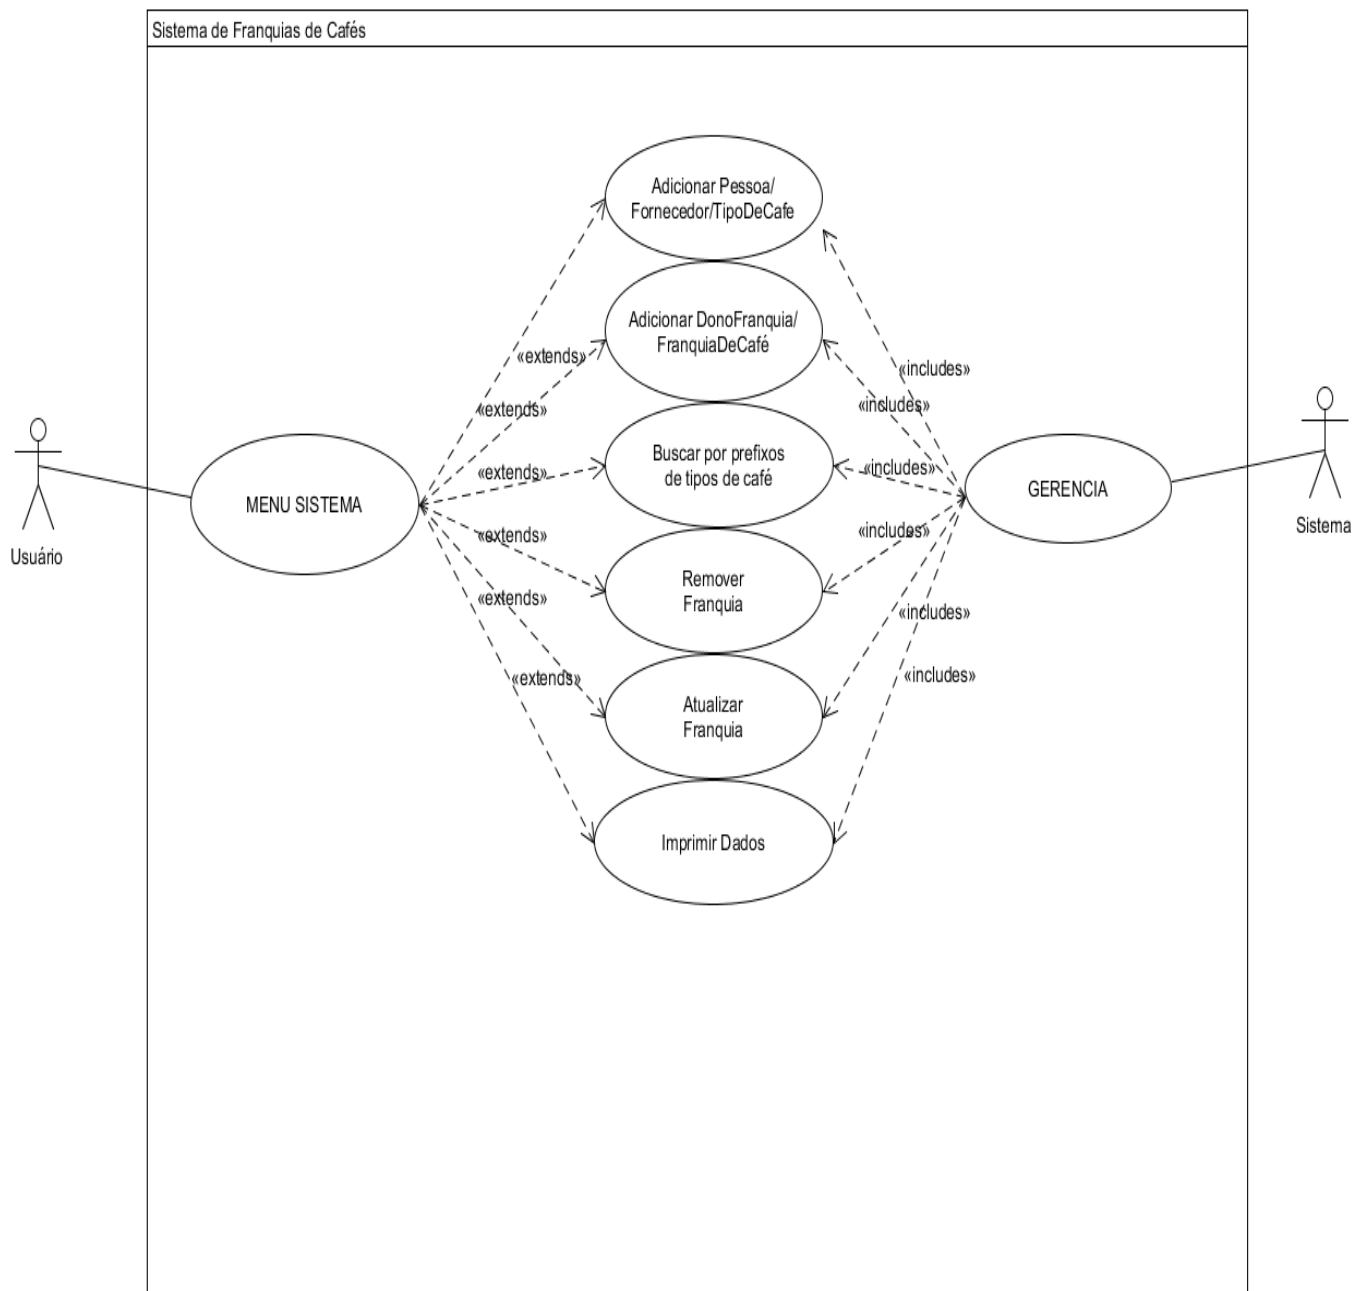 Sistema de Franquias de Cafés
Adicionar Pessoa/
Fornecedor/TipoDeCafe
Adicionar DonoFranquia/
FranquiaDeCafé
«extends»
«includes»
«extends»
«includes»
Buscar por prefixos
de tipos de café
«extends»
«includes»
Usuário
MENU SISTEMA
GERENCIA
Sistema
«extends»
«includes»
Remover
Franquia
«extends»
«includes»
Atualizar
Franquia
«extends»
«includes»
Imprimir Dados